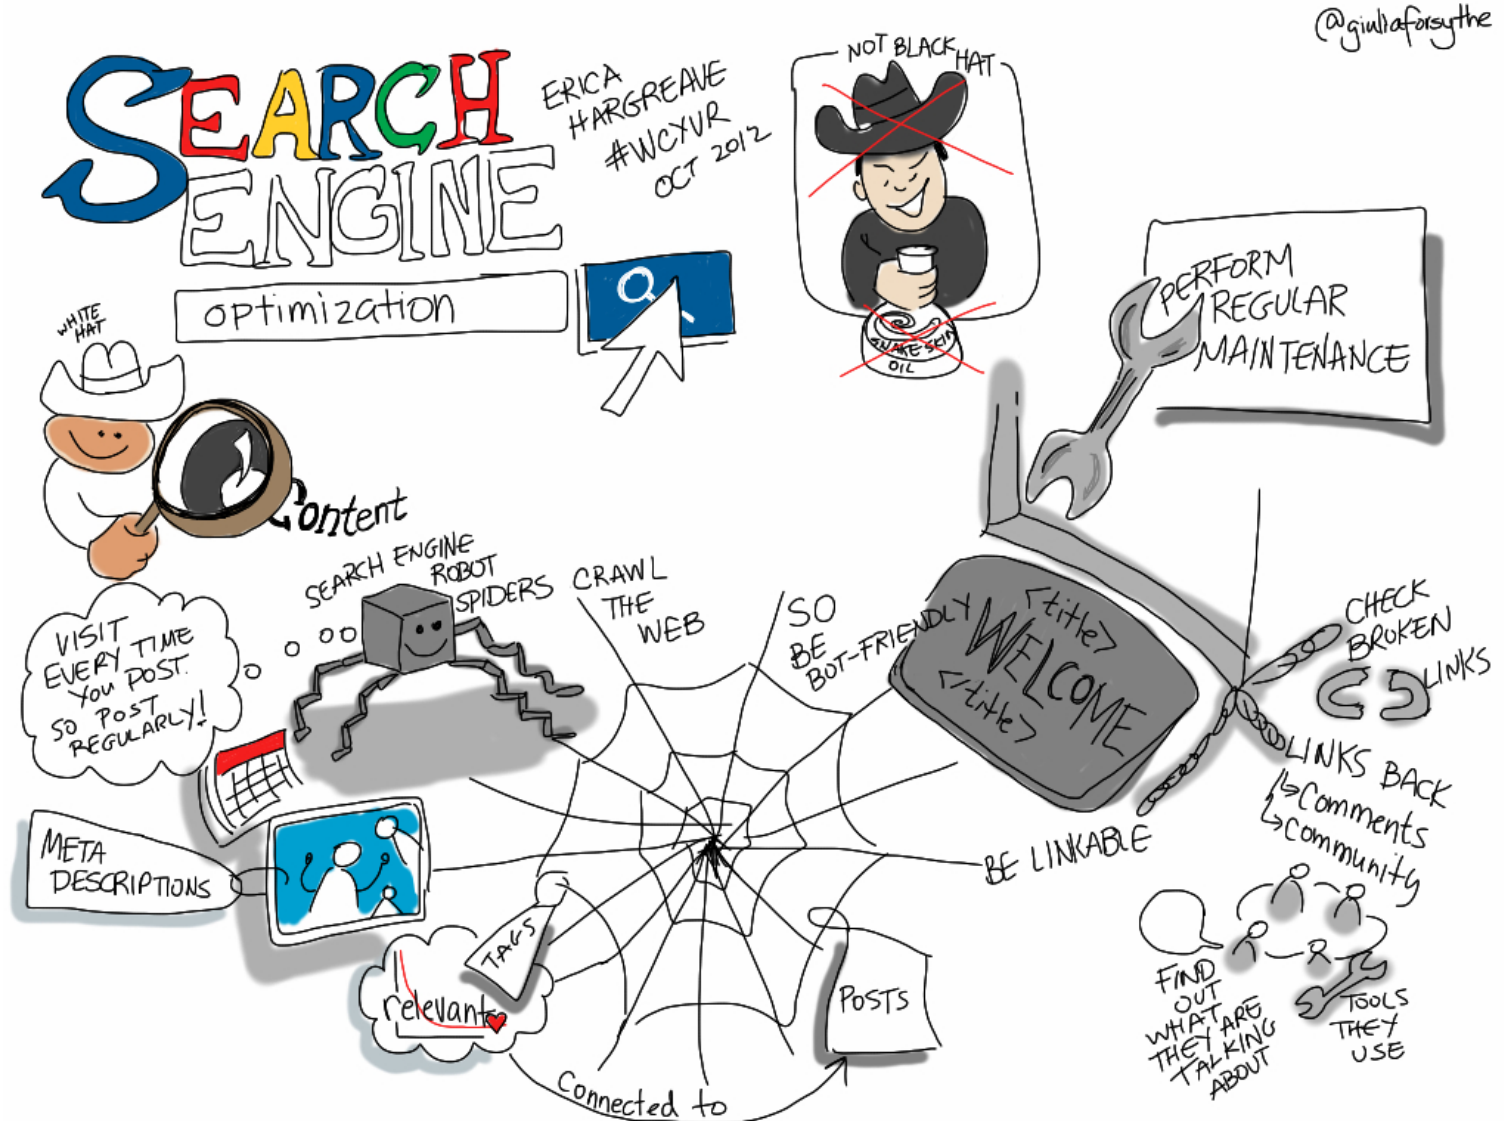 @giuliaforsythe
SEARCH
ENGINE
optimization
ERICA
HARGREAVE
#WCYVR
OCT 2012
NOT BLACK HAT
SNAKE SKIN
OIL
PERFORM
REGULAR
MAINTENANCE
WHITE
HAT
Content
SEARCH ENGINE
ROBOT
SPIDERS
CRAWL
THE
WEB
SO
BE
BOT-FRIENDLY
<title>
WELCOME
</title>
CHECK
BROKEN
LINKS
VISIT
EVERY TIME
YOU POST.
SO POST
REGULARLY!
META
DESCRIPTIONS
TAGS
relevant
Connected to
POSTS
BE LINKABLE
LINKS BACK
Comments
Community
FIND
OUT
WHAT
THEY ARE
TALKING
ABOUT
TOOLS
THEY
USE